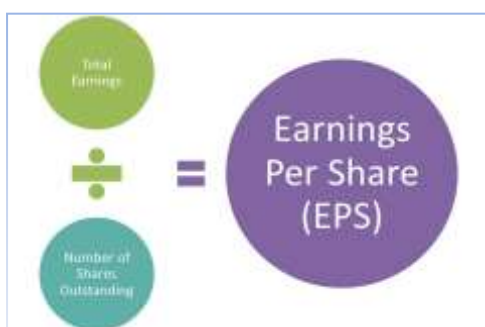 Total
Earnings
÷
=
Earnings
Per Share
(EPS)
Number of
Shares
Outstanding